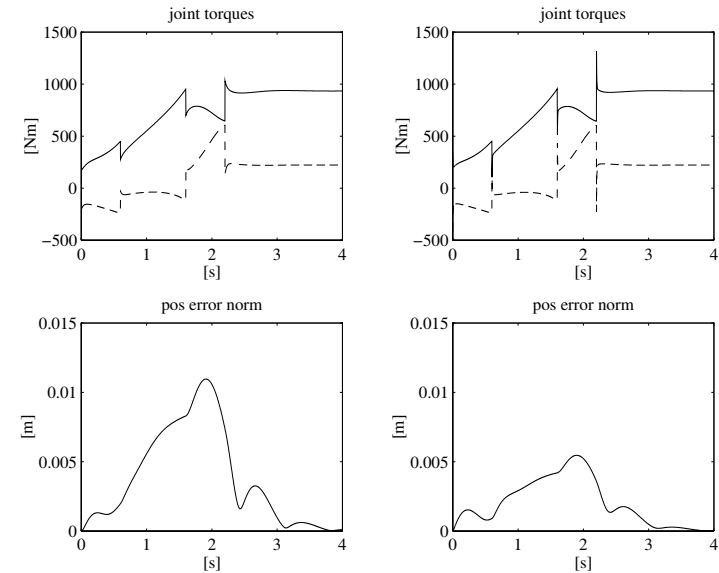 joint torques
1500
1000
500
0
−500
[Nm]
0 1 2 3 4
[s]
joint torques
1500
1000
500
0
−500
[Nm]
0 1 2 3 4
[s]
pos error norm
0.015
0.01
0.005
0
[m]
0 1 2 3 4
[s]
pos error norm
0.015
0.01
0.005
0
[m]
0 1 2 3 4
[s]